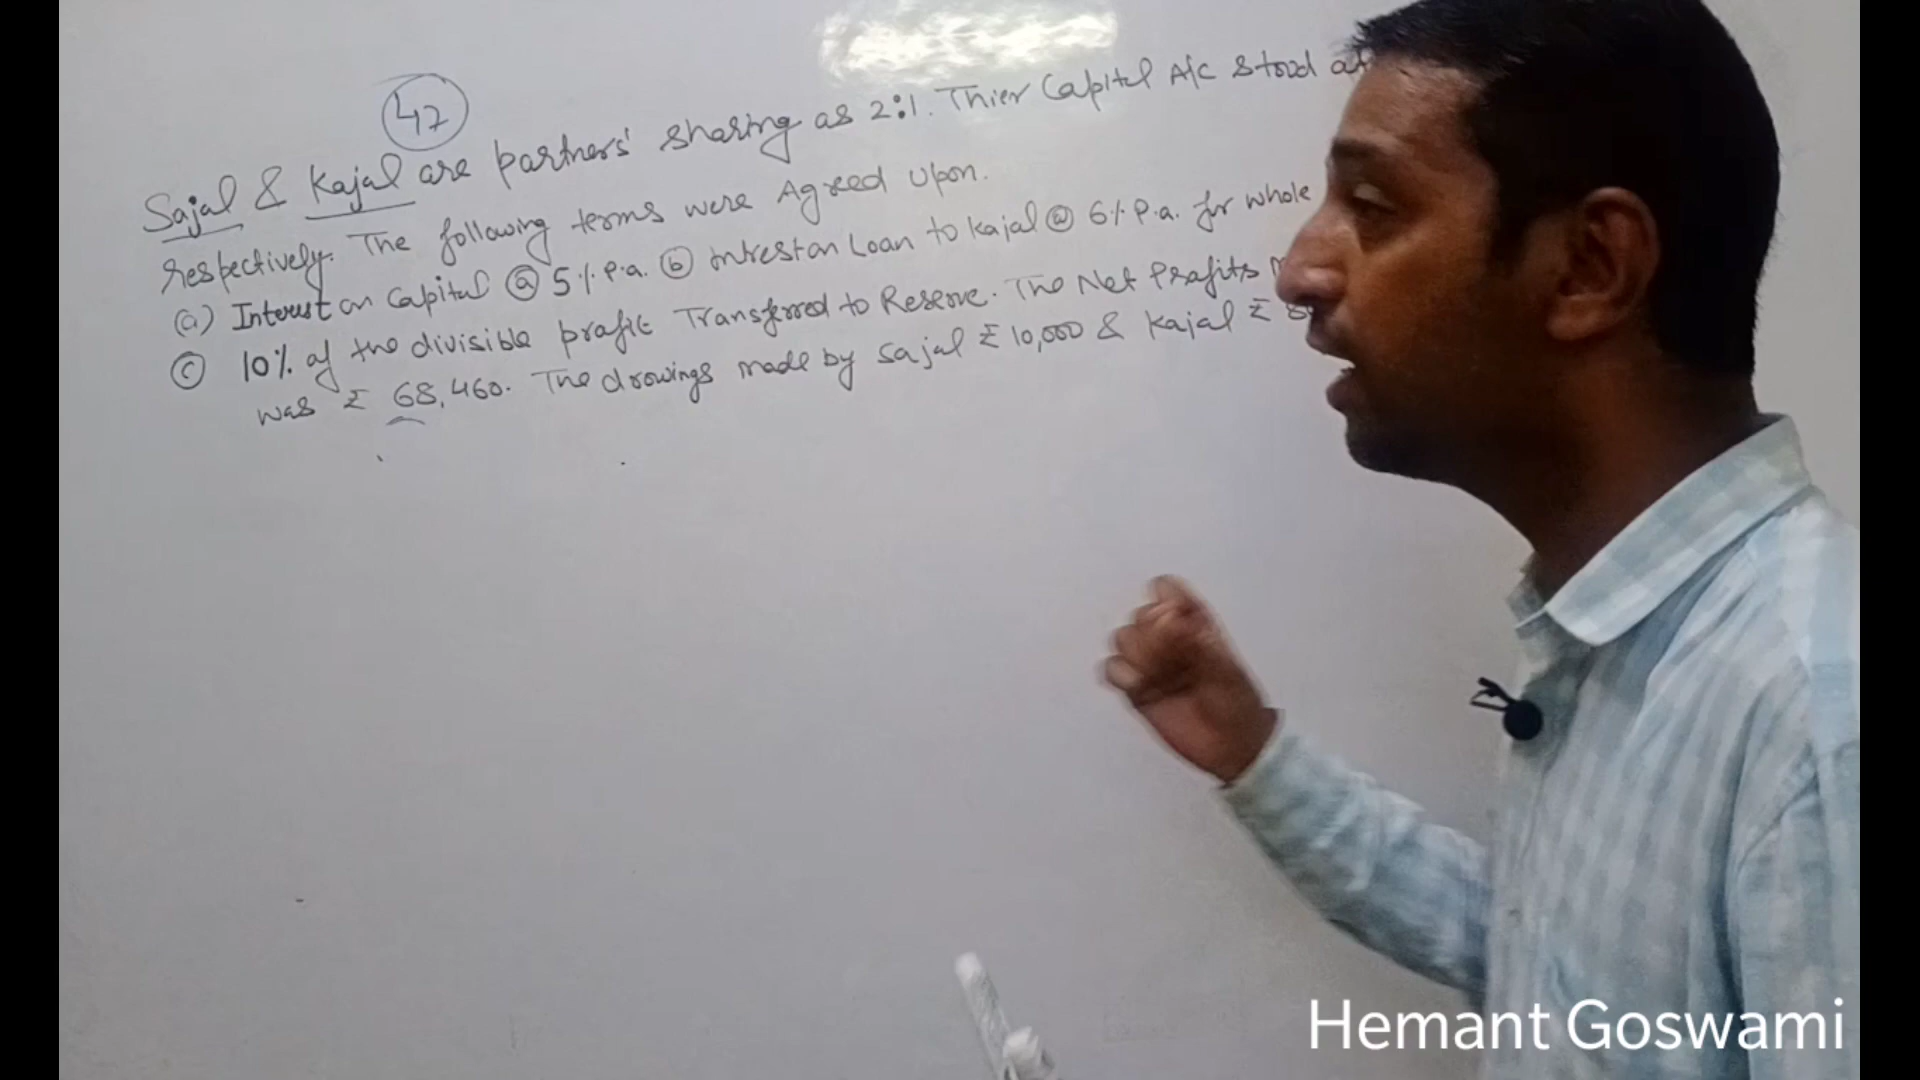 47
Sajal & Kajal are partners' sharing as 2:1. Thier Capital A/C stood at
respectively. The following terms were Agreed upon.
(a) Interest on Capital @ 5% P.a. (b) Intrest on Loan to Kajal @ 6% P.a. for whole
(c) 10% of the divisible profit Transferred to Reserve. The Net Profits
was ₹ 68,460. The drowings made by Sajal ₹ 10,000 & Kajal ₹
Hemant Goswami